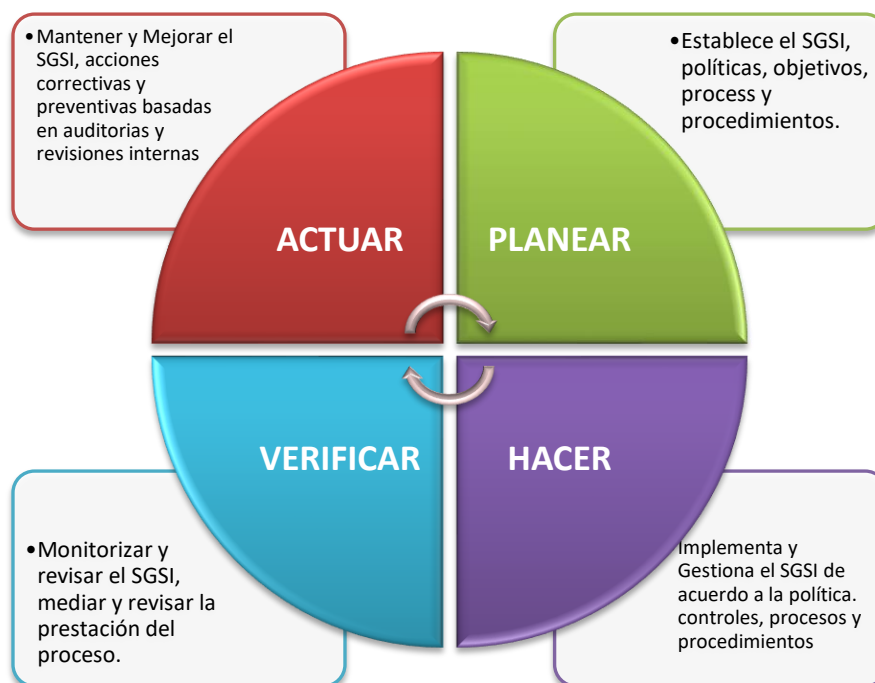 •Mantener y Mejorar el
SGSI, acciones
correctivas y
preventivas basadas
en auditorias y
revisiones internas
•Establece el SGSI,
políticas, objetivos,
process y
procedimientos.
ACTUAR
PLANEAR
VERIFICAR
HACER
•Monitorizar y
revisar el SGSI,
mediar y revisar la
prestación del
proceso.
Implementa y
Gestiona el SGSI de
acuerdo a la política.
controles, procesos y
procedimientos